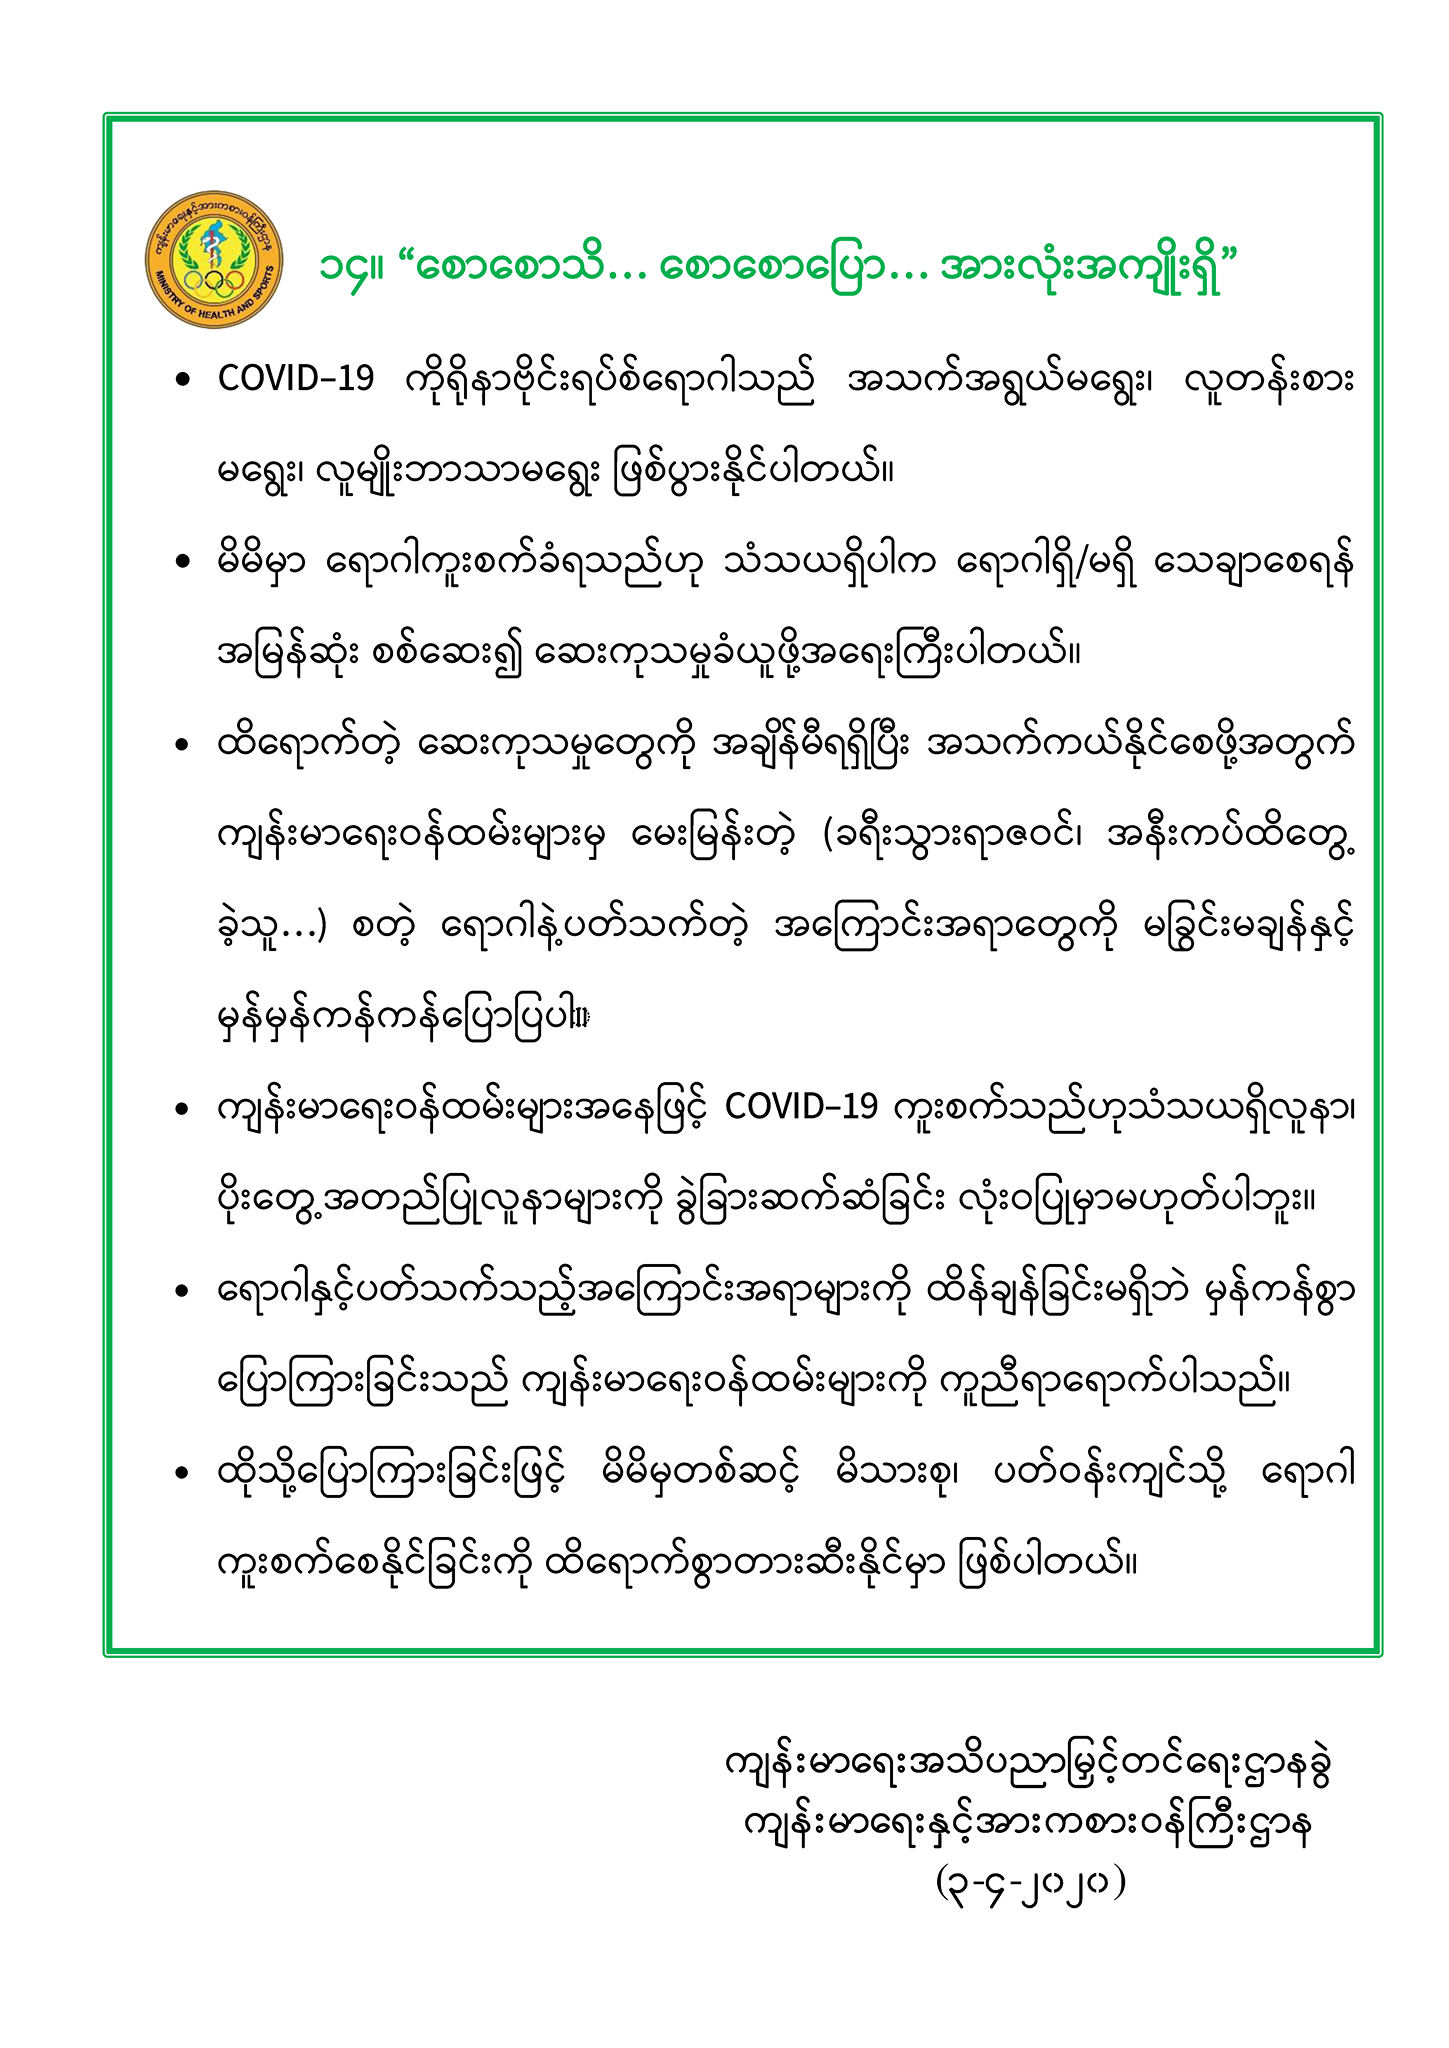 ကျန်းမာရေးနှင့်အားကစားဝန်ကြီးဌာန
MINISTRY OF HEALTH AND SPORTS
၁၄။ “စောစောသိ... စောစောပြော... အားလုံးအကျိုးရှိ”
• COVID-19 ကိုရိုနာဗိုင်းရပ်စ်ရောဂါသည် အသက်အရွယ်မရွေး၊ လူတန်းစား
မရွေး၊ လူမျိုးဘာသာမရွေး ဖြစ်ပွားနိုင်ပါတယ်။
• မိမိမှာ ရောဂါကူးစက်ခံရသည်ဟု သံသယရှိပါက ရောဂါရှိ/မရှိ သေချာစေရန်
အမြန်ဆုံး စစ်ဆေး၍ ဆေးကုသမှုခံယူဖို့အရေးကြီးပါတယ်။
• ထိရောက်တဲ့ ဆေးကုသမှုတွေကို အချိန်မီရရှိပြီး အသက်ကယ်နိုင်စေဖို့အတွက်
ကျန်းမာရေးဝန်ထမ်းများမှ မေးမြန်းတဲ့ (ခရီးသွားရာဇဝင်၊ အနီးကပ်ထိတွေ့
ခဲ့သူ...) စတဲ့ ရောဂါနဲ့ပတ်သက်တဲ့ အကြောင်းအရာတွေကို မခြွင်းမချန်နှင့်
မှန်မှန်ကန်ကန်ပြောပြပါ။
• ကျန်းမာရေးဝန်ထမ်းများအနေဖြင့် COVID-19 ကူးစက်သည်ဟုသံသယရှိလူနာ၊
ပိုးတွေ့အတည်ပြုလူနာများကို ခွဲခြားဆက်ဆံခြင်း လုံးဝပြုမှာမဟုတ်ပါဘူး။
• ရောဂါနှင့်ပတ်သက်သည့်အကြောင်းအရာများကို ထိန်ချန်ခြင်းမရှိဘဲ မှန်ကန်စွာ
ပြောကြားခြင်းသည် ကျန်းမာရေးဝန်ထမ်းများကို ကူညီရာရောက်ပါသည်။
• ထိုသို့ပြောကြားခြင်းဖြင့် မိမိမှတစ်ဆင့် မိသားစု၊ ပတ်ဝန်းကျင်သို့ ရောဂါ
ကူးစက်စေနိုင်ခြင်းကို ထိရောက်စွာတားဆီးနိုင်မှာ ဖြစ်ပါတယ်။
ကျန်းမာရေးအသိပညာမြှင့်တင်ရေးဌာနခွဲ
ကျန်းမာရေးနှင့်အားကစားဝန်ကြီးဌာန
(၃-၄-၂၀၂၀)